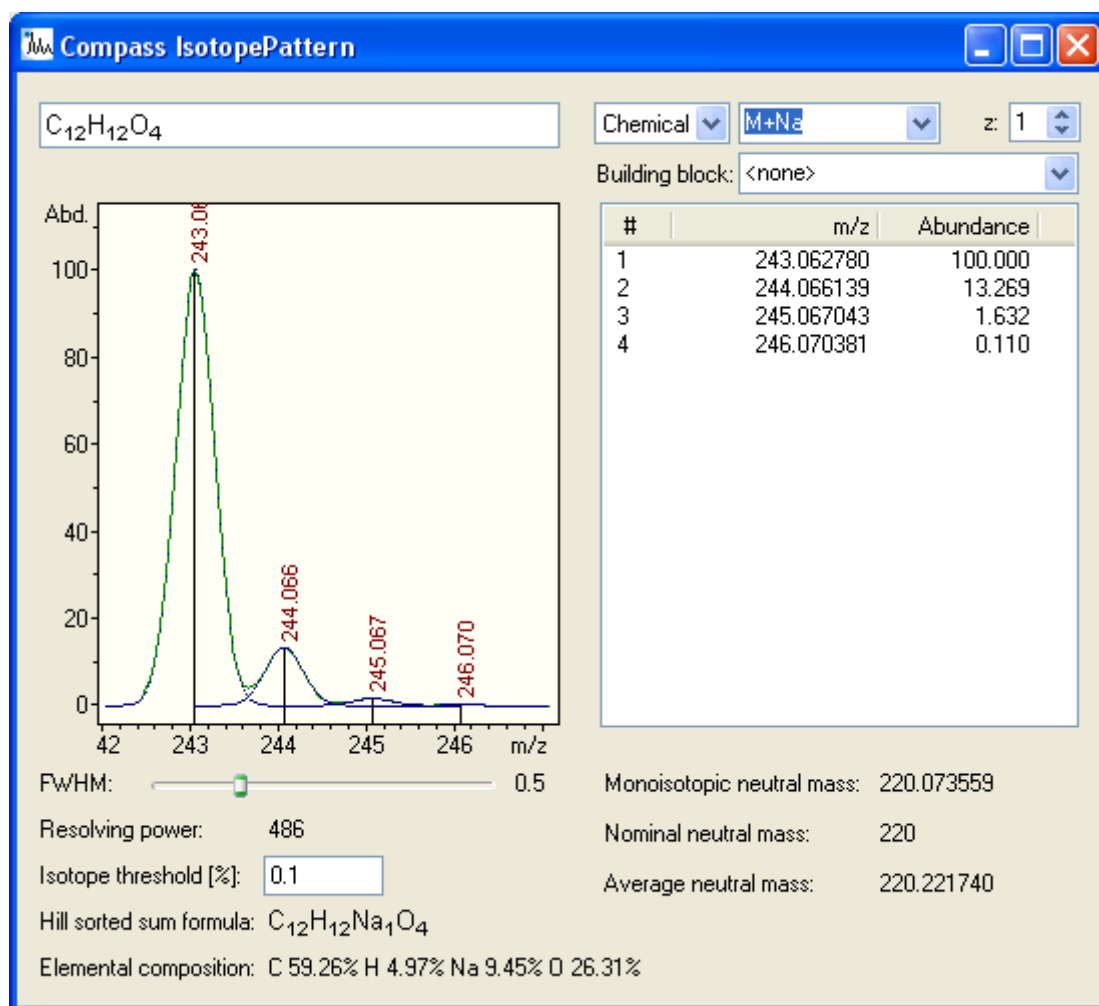 Compass IsotopePattern
C₁₂H₁₂O₄
Chemical M+Na z: 1
Building block: <none>
Abd.
100
80
60
40
20
0
243.06
244.066
245.067
246.070
42 243 244 245 246 m/z
# m/z Abundance
1 243.062780 100.000
2 244.066139 13.269
3 245.067043 1.632
4 246.070381 0.110
FWHM: 0.5
Resolving power: 486
Isotope threshold [%]: 0.1
Hill sorted sum formula: C₁₂H₁₂Na₁O₄
Elemental composition: C 59.26% H 4.97% Na 9.45% O 26.31%
Monoisotopic neutral mass: 220.073559
Nominal neutral mass: 220
Average neutral mass: 220.221740